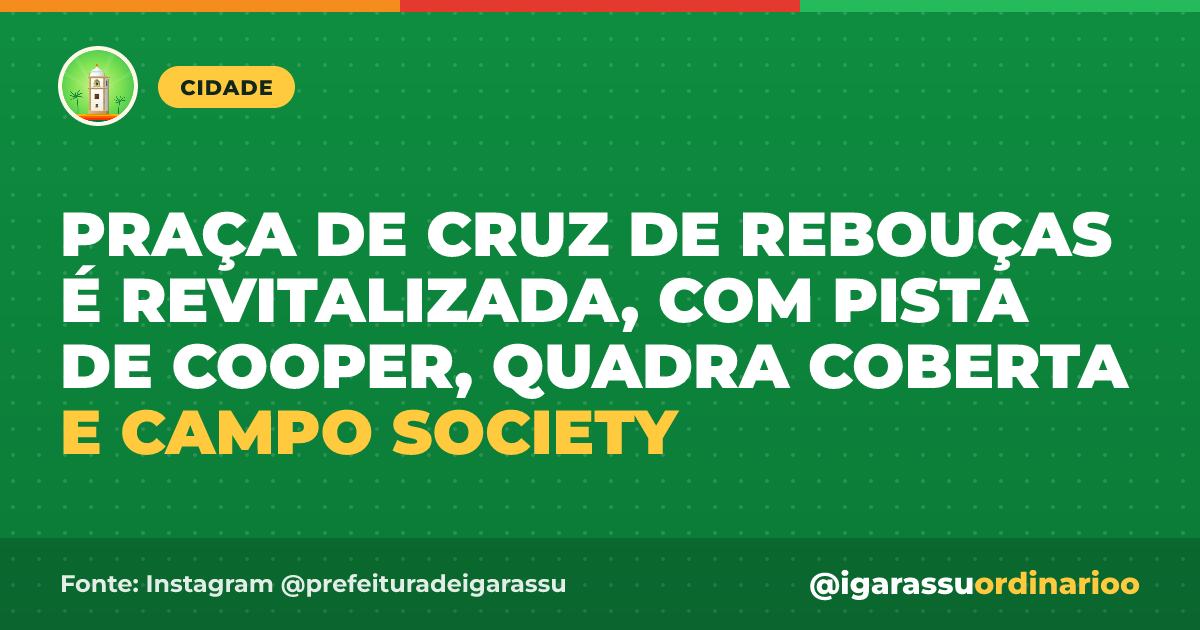 CIDADE
PRAÇA DE CRUZ DE REBOUÇAS
É REVITALIZADA, COM PISTA
DE COOPER, QUADRA COBERTA
E CAMPO SOCIETY
Fonte: Instagram @prefeituradeigarassu
@igarassuordinarioo